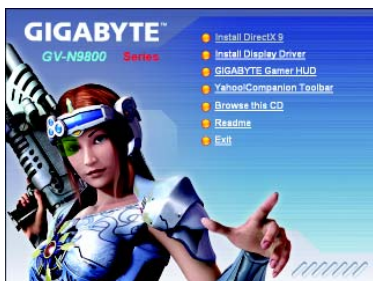 GIGABYTE™
GV-N9800 Series
Install DirectX 9
Install Display Driver
GIGABYTE Gamer HUD
Yahoo!Companion Toolbar
Browse this CD
Readme
Exit